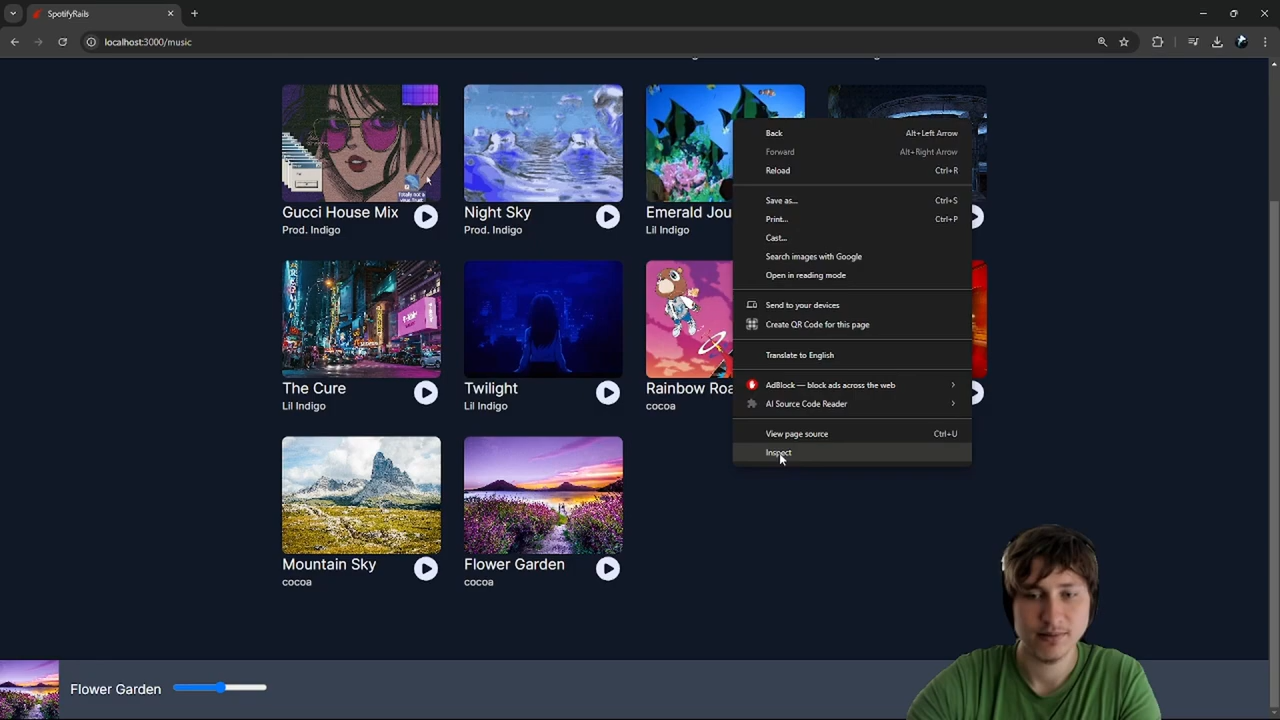 SpotifyRails
localhost:3000/music
Gucci House Mix
Prod. Indigo
Night Sky
Prod. Indigo
Emerald Jou
Lil Indigo
The Cure
Lil Indigo
Twilight
Lil Indigo
Rainbow Roa
cocoa
Mountain Sky
cocoa
Flower Garden
cocoa
Back Alt+Left Arrow
Forward Alt+Right Arrow
Reload Ctrl+R
Save as... Ctrl+S
Print... Ctrl+P
Cast...
Search images with Google
Open in reading mode
Send to your devices
Create QR Code for this page
Translate to English
AdBlock — block ads across the web
AI Source Code Reader
View page source Ctrl+U
Inspect
Flower Garden